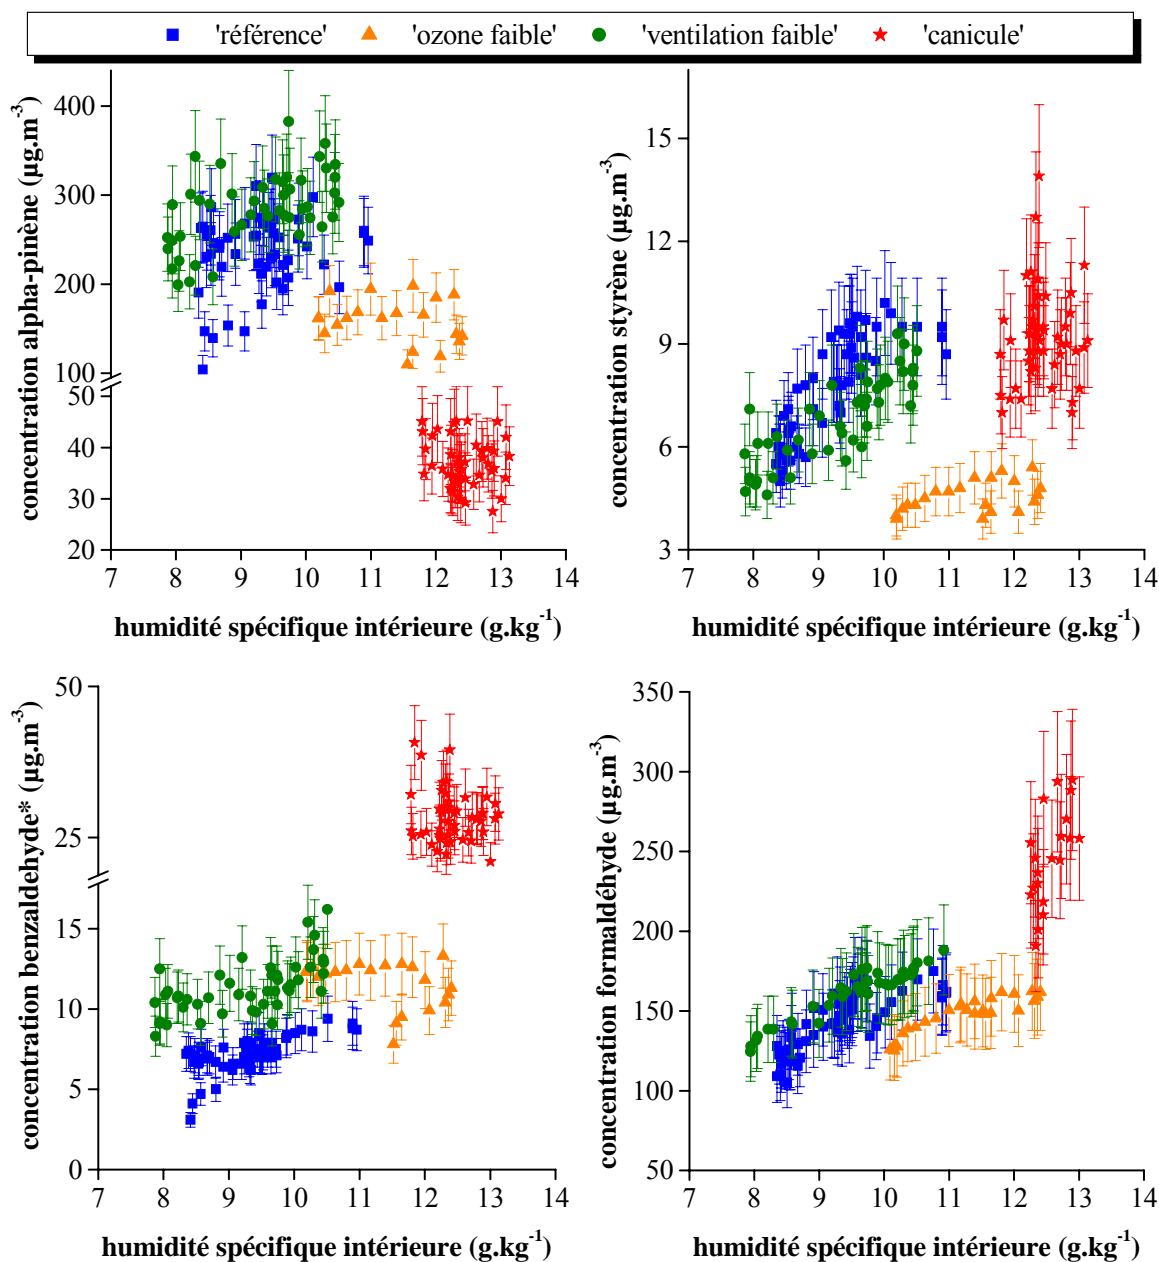 'référence' 'ozone faible' 'ventilation faible' 'canicule'
concentration alpha-pinène (µg.m⁻³)
400
300
200
100
50
40
30
20
7 8 9 10 11 12 13 14
humidité spécifique intérieure (g.kg⁻¹)
concentration styrène (µg.m⁻³)
15
12
9
6
3
7 8 9 10 11 12 13 14
humidité spécifique intérieure (g.kg⁻¹)
concentration benzaldehyde* (µg.m⁻³)
50
25
15
10
5
0
7 8 9 10 11 12 13 14
humidité spécifique intérieure (g.kg⁻¹)
concentration formaldéhyde (µg.m⁻³)
350
300
250
200
150
100
50
7 8 9 10 11 12 13 14
humidité spécifique intérieure (g.kg⁻¹)